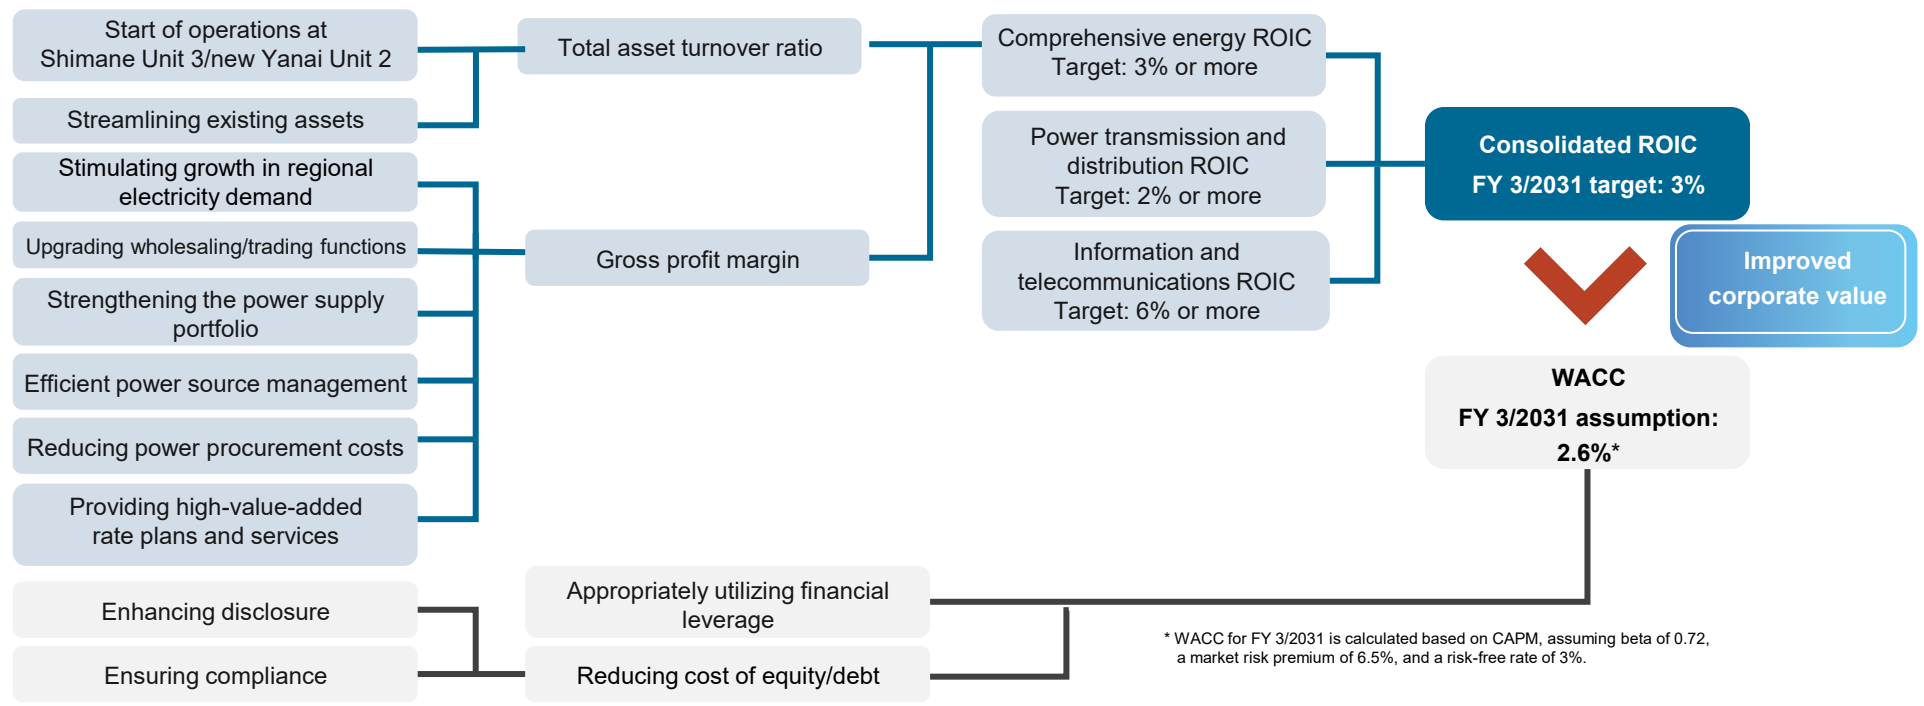 Start of operations at
Shimane Unit 3/new Yanai Unit 2
Streamlining existing assets
Stimulating growth in regional
electricity demand
Upgrading wholesaling/trading functions
Strengthening the power supply
portfolio
Efficient power source management
Reducing power procurement costs
Providing high-value-added
rate plans and services
Enhancing disclosure
Ensuring compliance
Total asset turnover ratio
Gross profit margin
Appropriately utilizing financial
leverage
Reducing cost of equity/debt
Comprehensive energy ROIC
Target: 3% or more
Power transmission and
distribution ROIC
Target: 2% or more
Information and
telecommunications ROIC
Target: 6% or more
Consolidated ROIC
FY 3/2031 target: 3%
Improved
corporate value
WACC
FY 3/2031 assumption:
2.6%*
* WACC for FY 3/2031 is calculated based on CAPM, assuming beta of 0.72,
a market risk premium of 6.5%, and a risk-free rate of 3%.